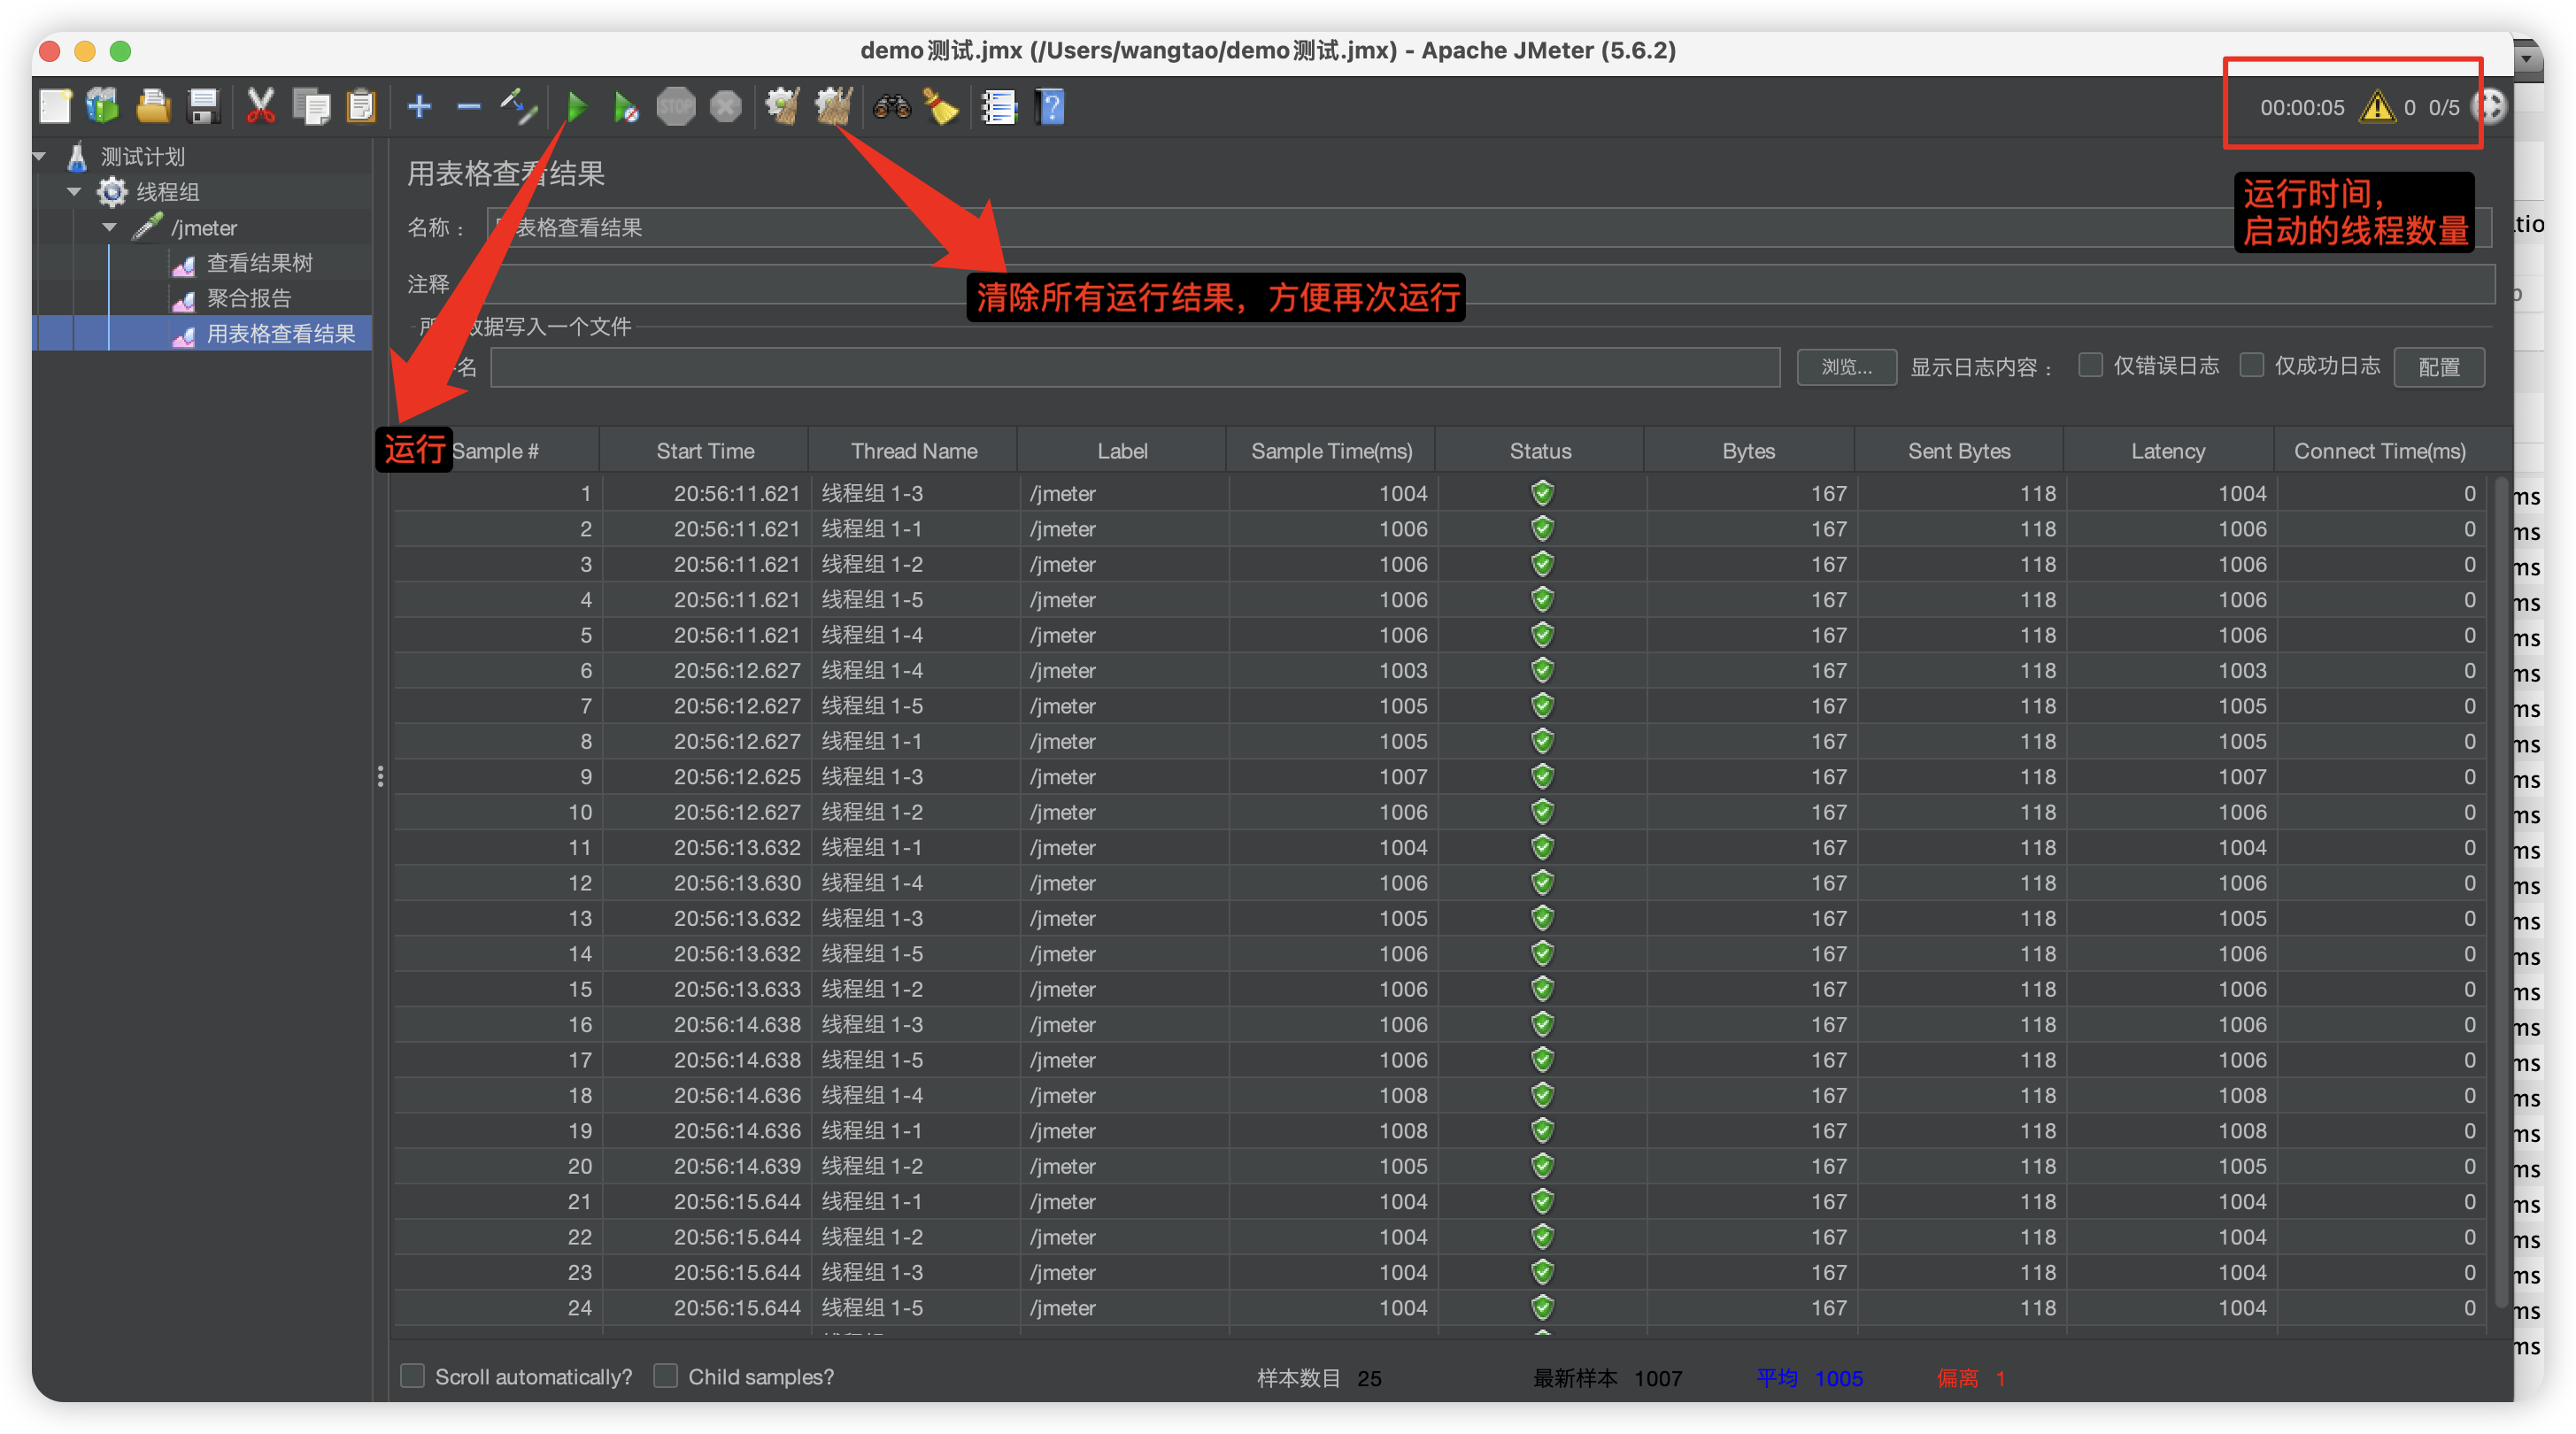 demo测试.jmx (/Users/wangtao/demo测试.jmx) - Apache JMeter (5.6.2)
STOP
?
00:00:05 0 0/5
运行时间，
启动的线程数量
测试计划
线程组
/jmeter
查看结果树
聚合报告
用表格查看结果
用表格查看结果
名称：
表格查看结果
注释
清除所有运行结果，方便再次运行
数据写入一个文件
名
浏览...
显示日志内容：
仅错误日志
仅成功日志
配置
运行
Sample # Start Time Thread Name Label Sample Time(ms) Status Bytes Sent Bytes Latency Connect Time(ms)
1 20:56:11.621 线程组 1-3 /jmeter 1004 167 118 1004 0
2 20:56:11.621 线程组 1-1 /jmeter 1006 167 118 1006 0
3 20:56:11.621 线程组 1-2 /jmeter 1006 167 118 1006 0
4 20:56:11.621 线程组 1-5 /jmeter 1006 167 118 1006 0
5 20:56:11.621 线程组 1-4 /jmeter 1006 167 118 1006 0
6 20:56:12.627 线程组 1-4 /jmeter 1003 167 118 1003 0
7 20:56:12.627 线程组 1-5 /jmeter 1005 167 118 1005 0
8 20:56:12.627 线程组 1-1 /jmeter 1005 167 118 1005 0
9 20:56:12.625 线程组 1-3 /jmeter 1007 167 118 1007 0
10 20:56:12.627 线程组 1-2 /jmeter 1006 167 118 1006 0
11 20:56:13.632 线程组 1-1 /jmeter 1004 167 118 1004 0
12 20:56:13.630 线程组 1-4 /jmeter 1006 167 118 1006 0
13 20:56:13.632 线程组 1-3 /jmeter 1005 167 118 1005 0
14 20:56:13.632 线程组 1-5 /jmeter 1006 167 118 1006 0
15 20:56:13.633 线程组 1-2 /jmeter 1006 167 118 1006 0
16 20:56:14.638 线程组 1-3 /jmeter 1006 167 118 1006 0
17 20:56:14.638 线程组 1-5 /jmeter 1006 167 118 1006 0
18 20:56:14.636 线程组 1-4 /jmeter 1008 167 118 1008 0
19 20:56:14.636 线程组 1-1 /jmeter 1008 167 118 1008 0
20 20:56:14.639 线程组 1-2 /jmeter 1005 167 118 1005 0
21 20:56:15.644 线程组 1-1 /jmeter 1004 167 118 1004 0
22 20:56:15.644 线程组 1-2 /jmeter 1004 167 118 1004 0
23 20:56:15.644 线程组 1-3 /jmeter 1004 167 118 1004 0
24 20:56:15.644 线程组 1-5 /jmeter 1004 167 118 1004 0
Scroll automatically? Child samples? 样本数目 25 最新样本 1007 平均 1005 偏离 1